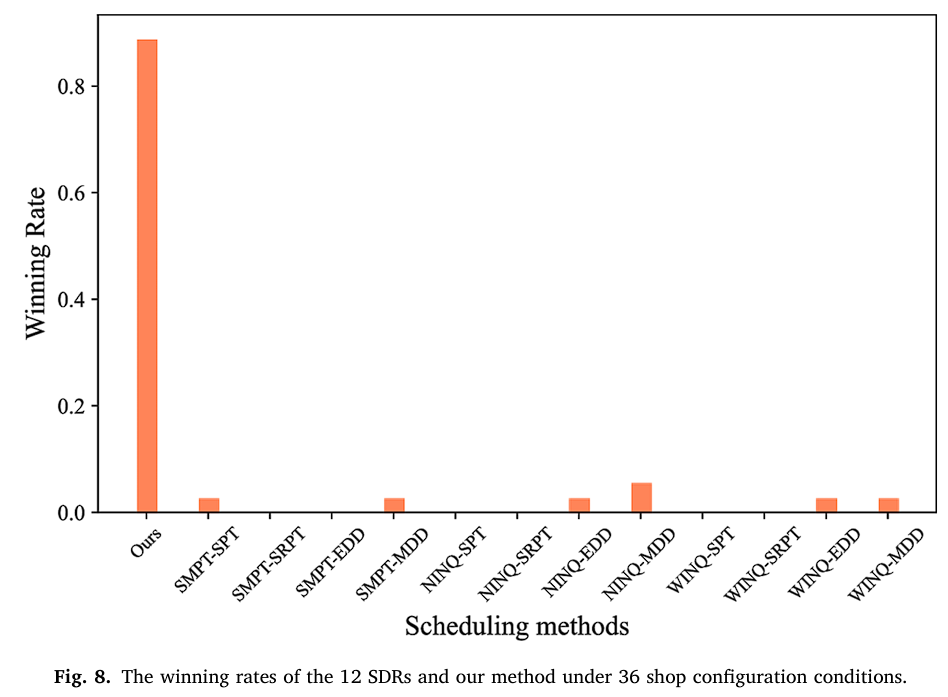 Winning Rate
0.8
0.6
0.4
0.2
0.0
Ours
SMPT-SPT
SMPT-SRPT
SMPT-EDD
SMPT-MDD
NINQ-SPT
NINQ-SRPT
NINQ-EDD
NINQ-MDD
WINQ-SPT
WINQ-SRPT
WINQ-EDD
WINQ-MDD
Scheduling methods
Fig. 8. The winning rates of the 12 SDRs and our method under 36 shop configuration conditions.